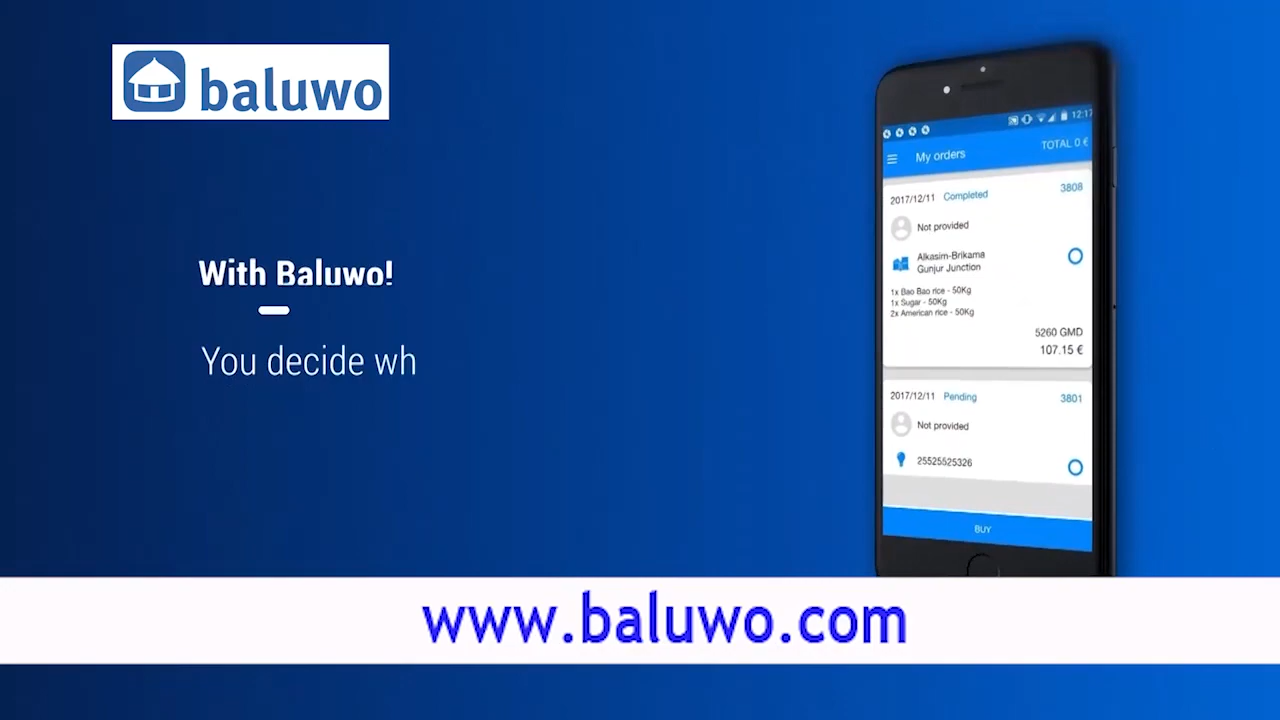 baluwo
With Baluwo!
You decide wh
12:17
My orders
TOTAL 0 €
2017/12/11 Completed 3808
Not provided
Alkasim-Brikama
Gunjur Junction
1x Bao Bao rice - 50Kg
1x Sugar - 50Kg
2x American rice - 50Kg
5260 GMD
107.15 €
2017/12/11 Pending 3801
Not provided
25525525326
BUY
www.baluwo.com